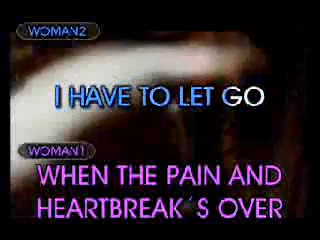 WOMAN2
I HAVE TO LET GO
WOMAN1
WHEN THE PAIN AND
HEARTBREAK´S OVER